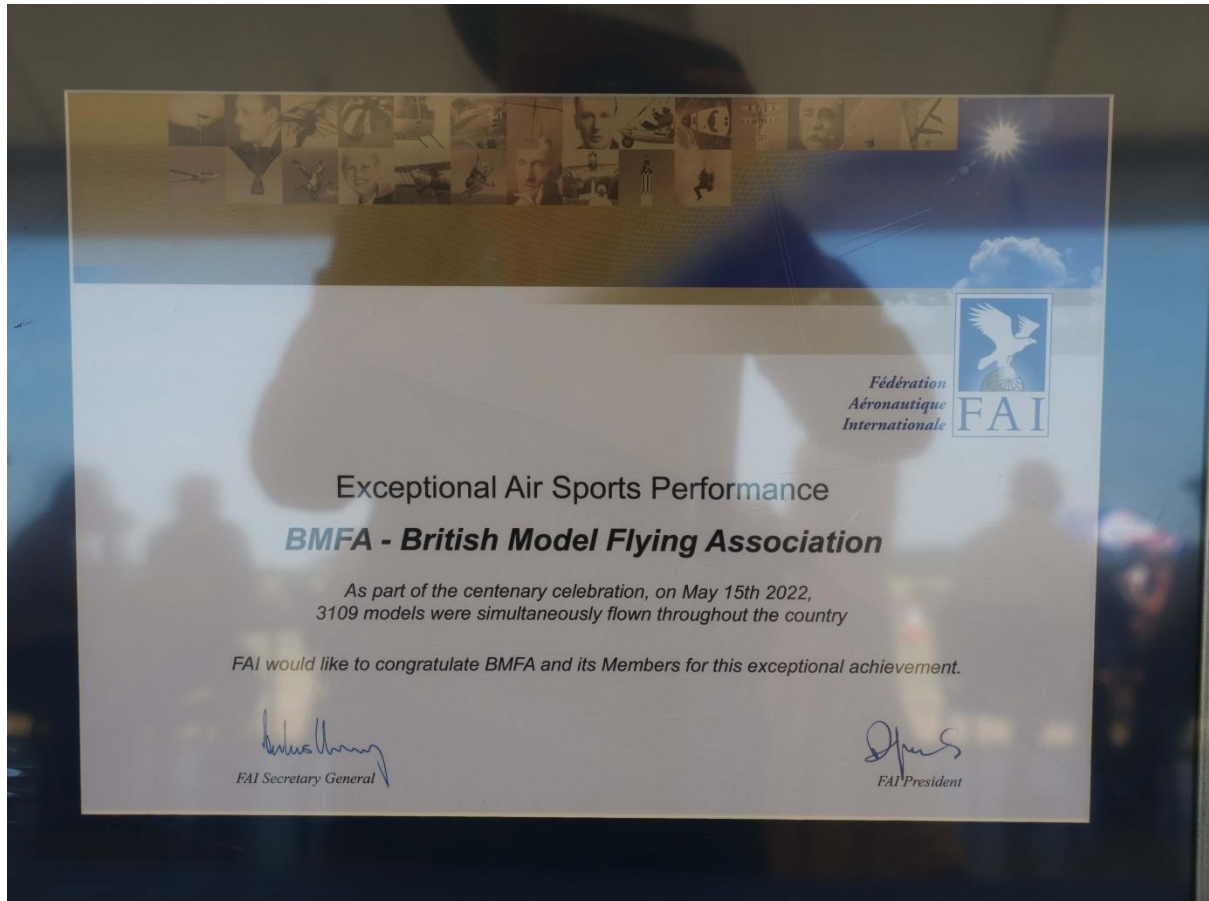 Fédération
Aéronautique
Internationale
FAI
Exceptional Air Sports Performance
BMFA - British Model Flying Association
As part of the centenary celebration, on May 15th 2022,
3109 models were simultaneously flown throughout the country
FAI would like to congratulate BMFA and its Members for this exceptional achievement.
FAI Secretary General
FAI President